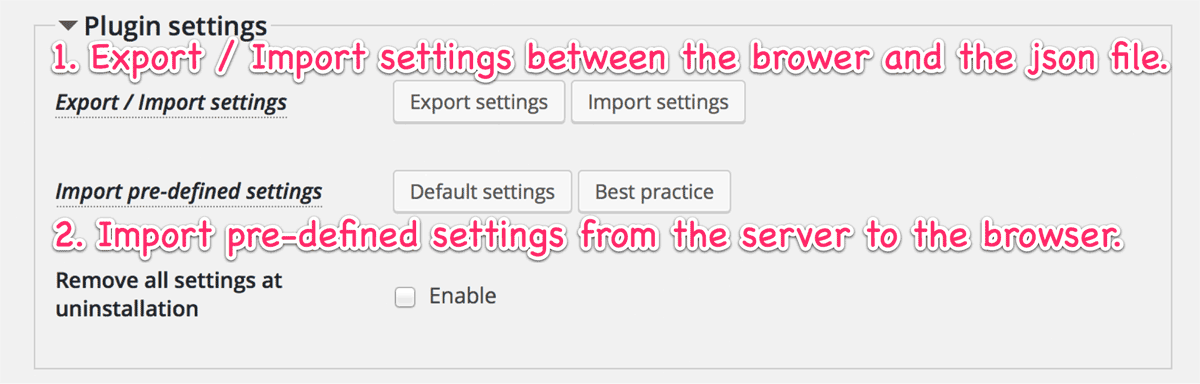 Plugin settings
1. Export / Import settings between the brower and the json file.
Export / Import settings Export settings Import settings
Import pre-defined settings Default settings Best practice
2. Import pre-defined settings from the server to the browser.
Remove all settings at
uninstallation Enable